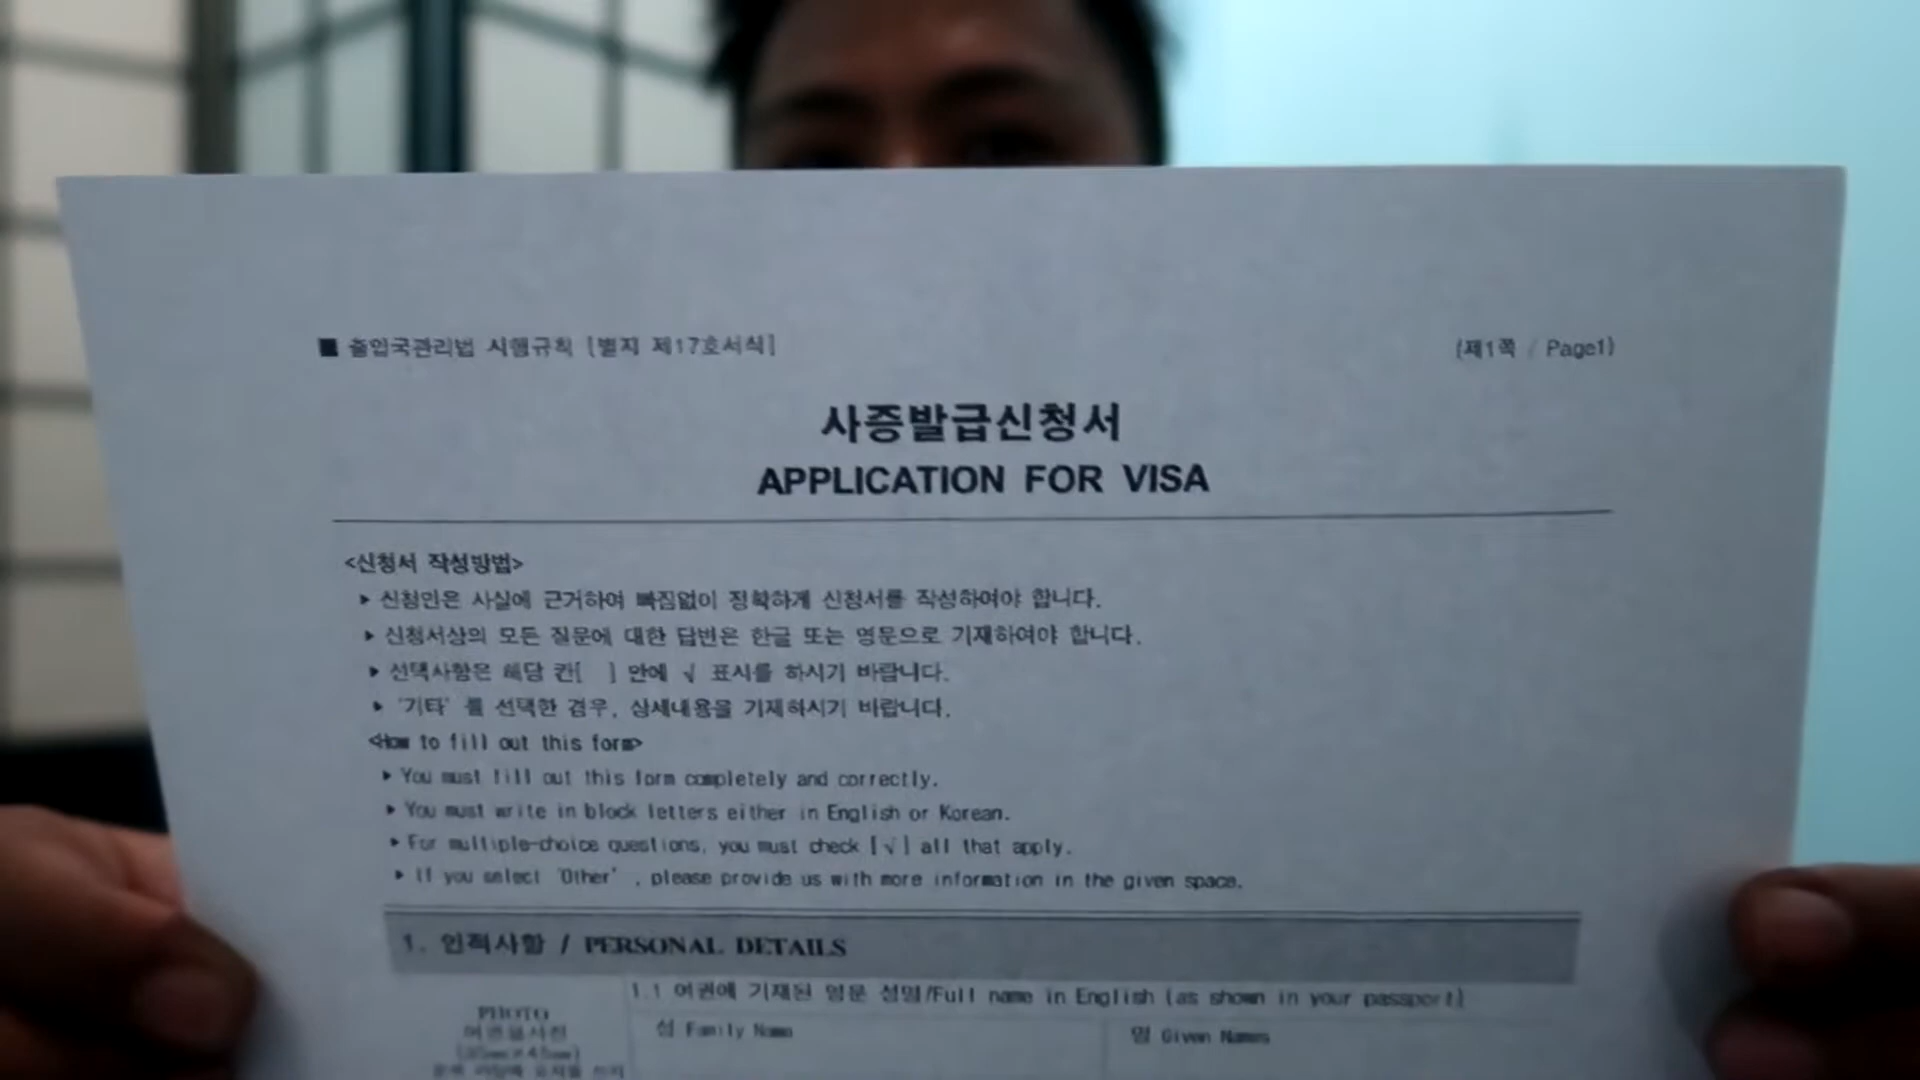 ■ 출입국관리법 시행규칙 [별지 제17호서식]
(제1쪽 / Page1)
사증발급신청서
APPLICATION FOR VISA
<신청서 작성방법>
▶ 신청인은 사실에 근거하여 빠짐없이 정확하게 신청서를 작성하여야 합니다.
▶ 신청서상의 모든 질문에 대한 답변은 한글 또는 영문으로 기재하여야 합니다.
▶ 선택사항은 해당 칸[ ] 안에 √ 표시를 하시기 바랍니다.
▶ '기타' 를 선택한 경우, 상세내용을 기재하시기 바랍니다.
<How to fill out this form>
▶ You must fill out this form completely and correctly.
▶ You must write in block letters either in English or Korean.
▶ For multiple-choice questions, you must check [√] all that apply.
▶ If you select 'Other' , please provide us with more information in the given space.
1. 인적사항 / PERSONAL DETAILS
PHOTO
여권용사진
(35㎜×45㎜)
1.1 여권에 기재된 영문 성명/Full name in English (as shown in your passport)
성 Family Name
명 Given Names